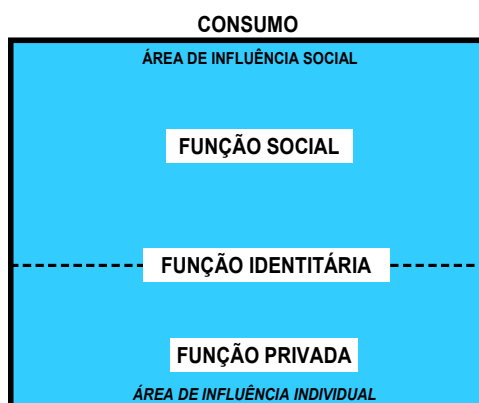 CONSUMO
ÁREA DE INFLUÊNCIA SOCIAL
FUNÇÃO SOCIAL
FUNÇÃO IDENTITÁRIA
FUNÇÃO PRIVADA
ÁREA DE INFLUÊNCIA INDIVIDUAL